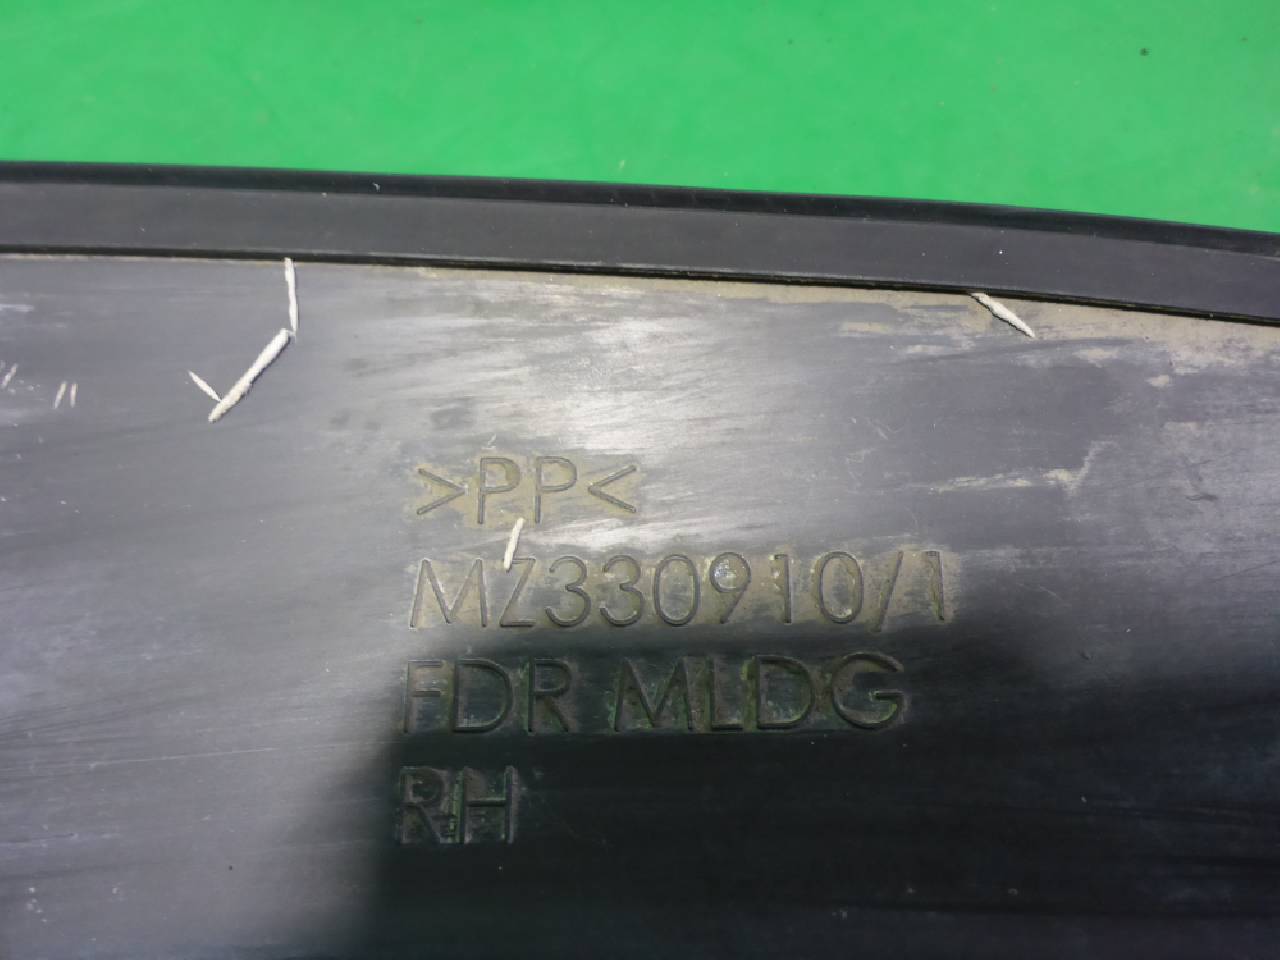 >PP<
MZ330910/1
FDR MLDG
RH